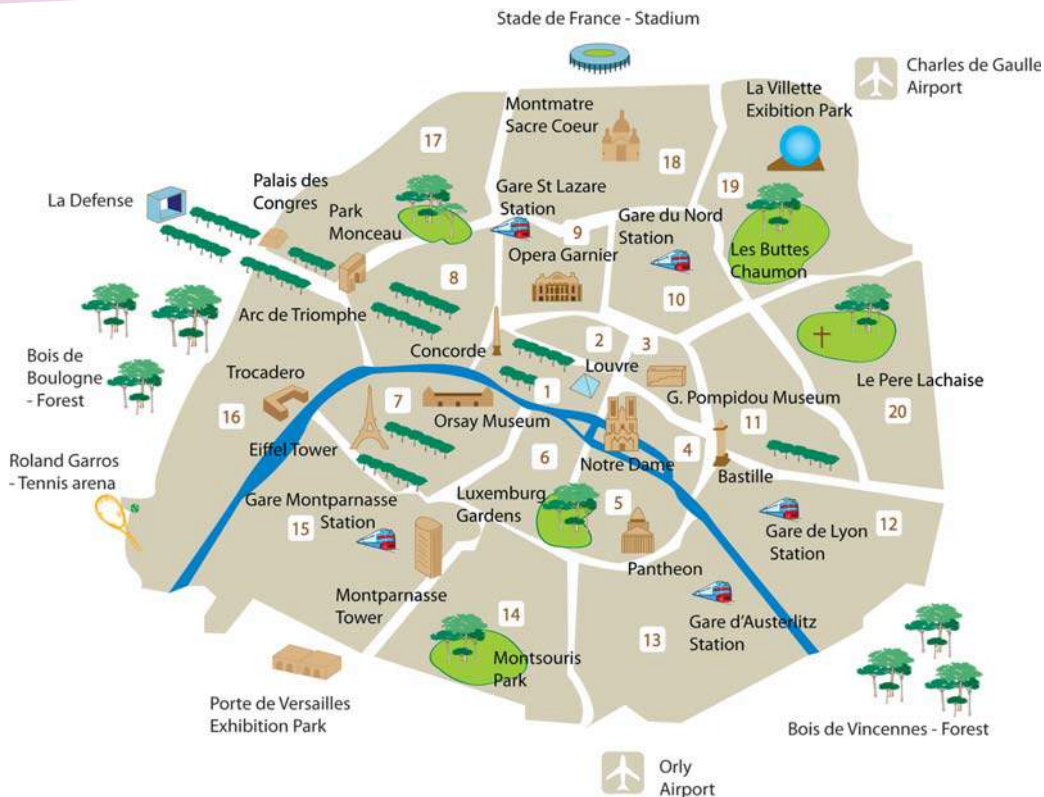 Stade de France - Stadium
Charles de Gaulle
Airport
La Villette
Exibition Park
Montmatre
Sacre Coeur
17
18
19
La Defense
Palais des
Congres
Park
Monceau
Gare St Lazare
Station
9
Gare du Nord
Station
Opera Garnier
Les Buttes
Chaumon
8
10
Arc de Triomphe
Concorde
2
3
Louvre
Bois de
Boulogne
- Forest
Trocadero
Le Pere Lachaise
7
1
G. Pompidou Museum
16
Orsay Museum
11
20
Eiffel Tower
6
Notre Dame
4
Bastille
Roland Garros
- Tennis arena
Gare Montparnasse
Station
Luxemburg
Gardens
5
15
12
Gare de Lyon
Station
Pantheon
Montparnasse
Tower
14
13
Gare d'Austerlitz
Station
Montsouris
Park
Porte de Versailles
Exhibition Park
Bois de Vincennes - Forest
Orly
Airport